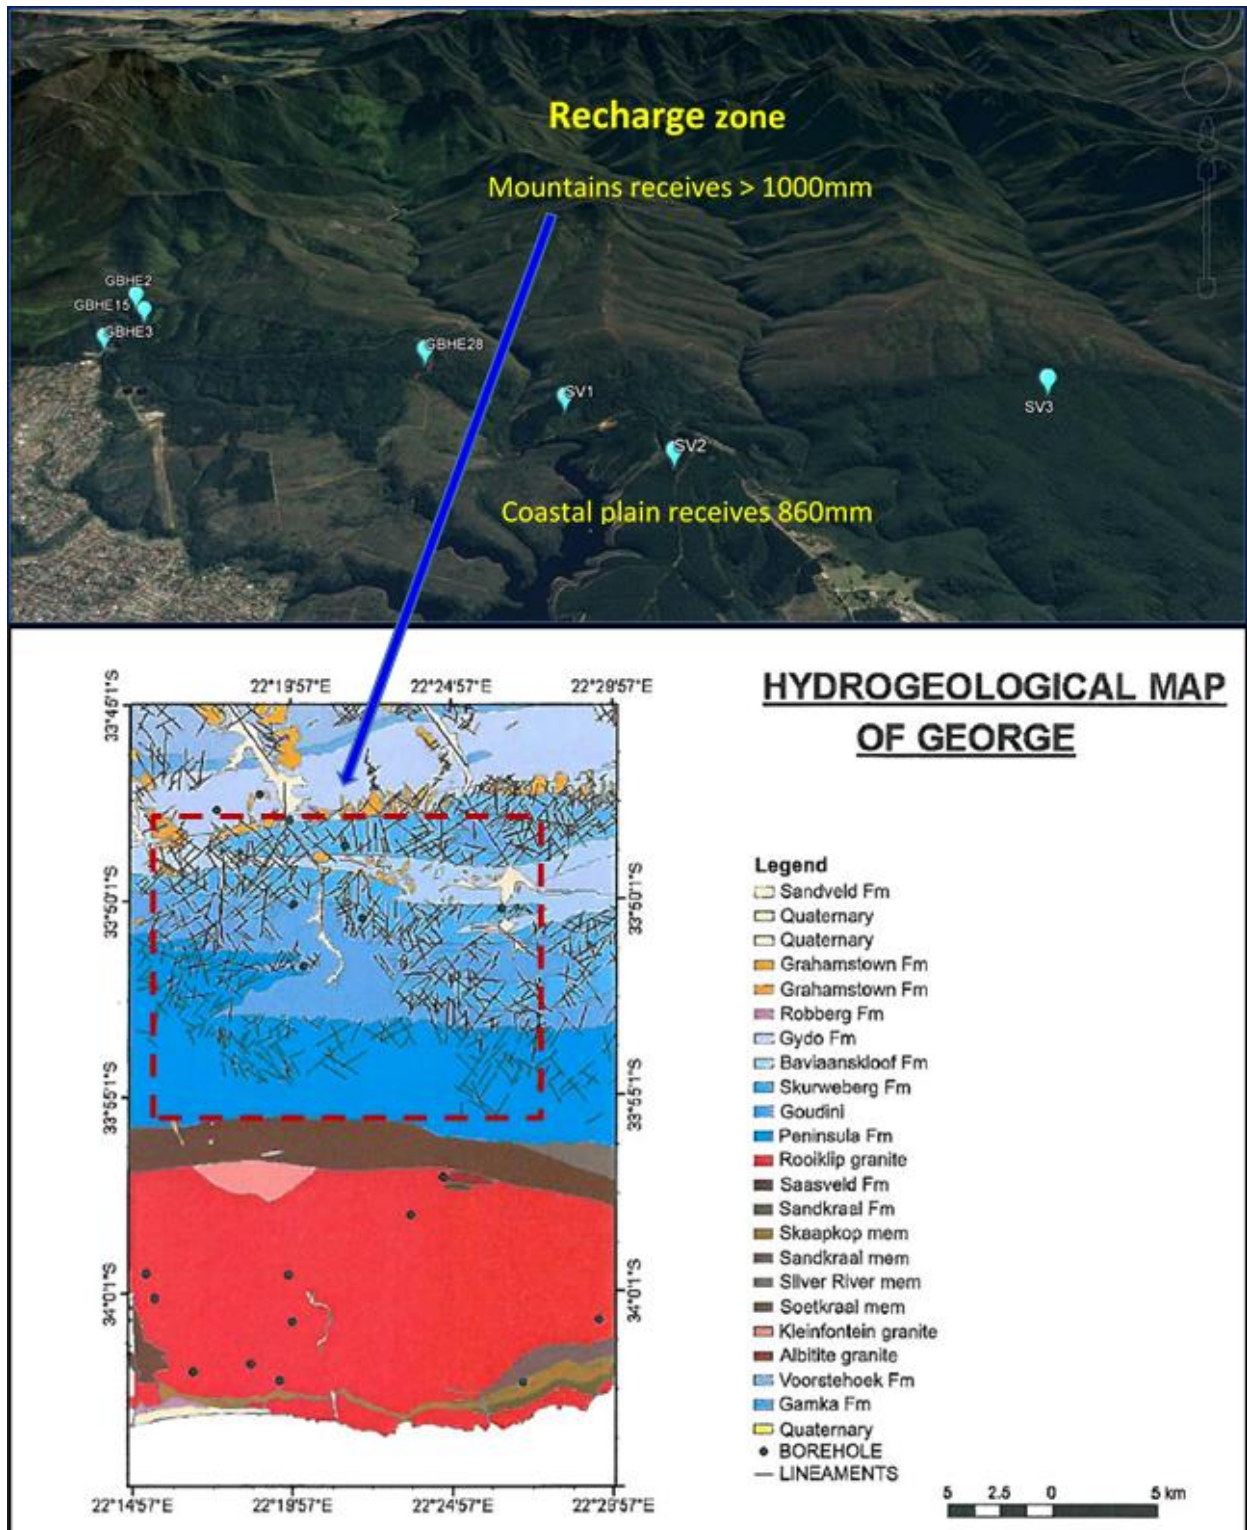 Recharge zone
Mountains receives > 1000mm
GBHE2
GBHE15
GBHE3
GBHE28
SV1
SV3
SV2
Coastal plain receives 860mm
HYDROGEOLOGICAL MAP
OF GEORGE
22°19'57"E
22°24'57"E
22°29'57"E
33°45'1"S
33°50'1"S
33°50'1"S
33°55'1"S
33°55'1"S
34°0'1"S
34°0'1"S
22°14'57"E
22°19'57"E
22°24'57"E
22°29'57"E
Legend
Sandveld Fm
Quaternary
Quaternary
Grahamstown Fm
Grahamstown Fm
Robberg Fm
Gydo Fm
Baviaanskloof Fm
Skurweberg Fm
Goudini
Peninsula Fm
Rooiklip granite
Saasveld Fm
Sandkraal Fm
Skaapkop mem
Sandkraal mem
Silver River mem
Soetkraal mem
Kleinfontein granite
Albitite granite
Voorstehoek Fm
Gamka Fm
Quaternary
BOREHOLE
LINEAMENTS
5 2.5 0 5 km